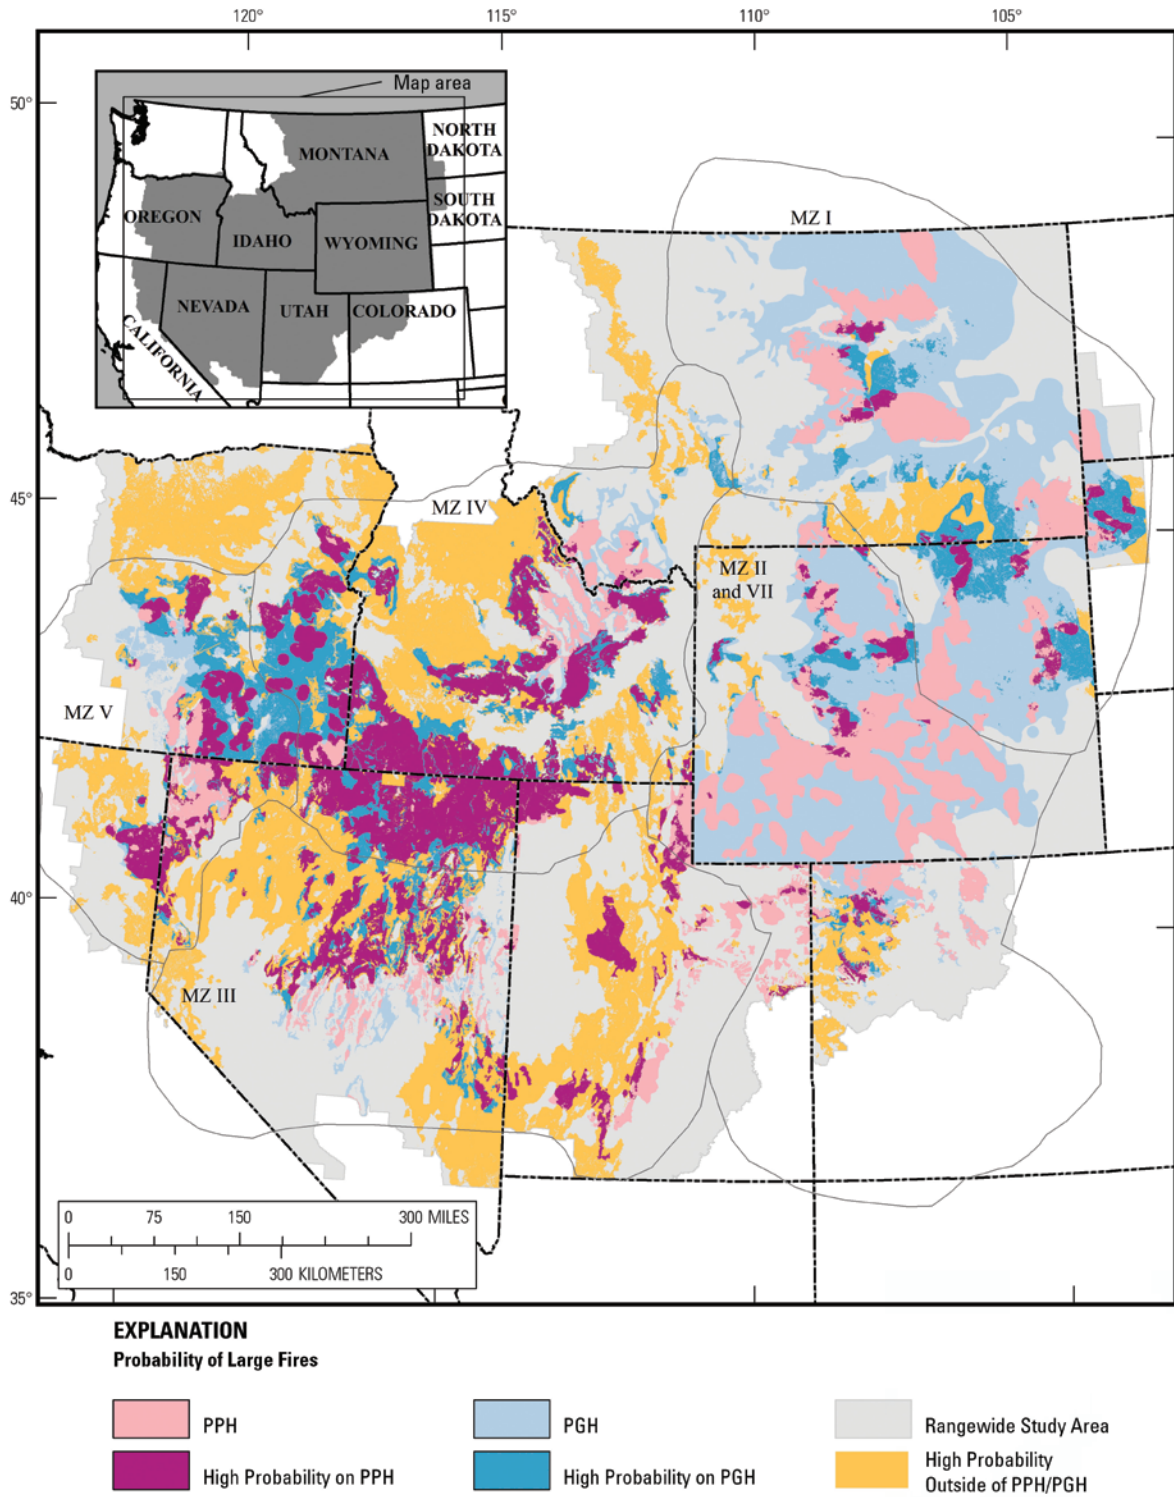 120° 115° 110° 105°
50°
Map area
NORTH
DAKOTA
MONTANA
SOUTH
DAKOTA
OREGON
IDAHO
WYOMING
NEVADA
UTAH
COLORADO
CALIFORNIA
MZ I
45°
MZ IV
MZ II
and VII
MZ V
40°
MZ III
0 75 150 300 MILES
0 150 300 KILOMETERS
35°
EXPLANATION
Probability of Large Fires
PPH
PGH
Rangewide Study Area
High Probability on PPH
High Probability on PGH
High Probability
Outside of PPH/PGH